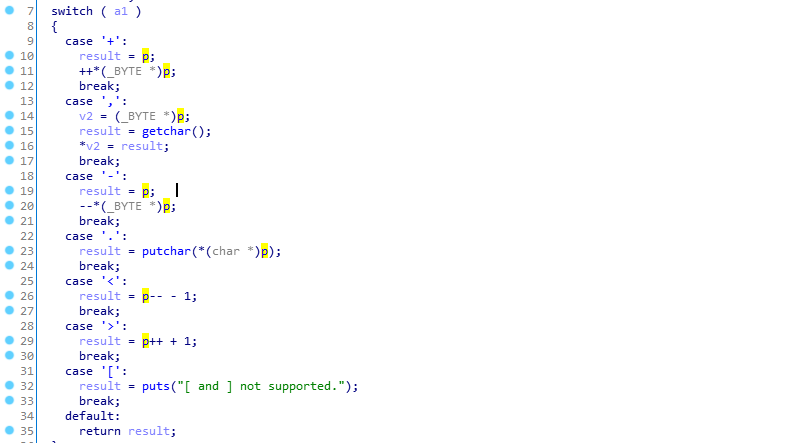 7 switch ( a1 )
8 {
9 case '+':
10 result = p;
11 ++*(_BYTE *)p;
12 break;
13 case ',':
14 v2 = (_BYTE *)p;
15 result = getchar();
16 *v2 = result;
17 break;
18 case '-':
19 result = p;
20 --*(_BYTE *)p;
21 break;
22 case '.':
23 result = putchar(*(char *)p);
24 break;
25 case '<':
26 result = p-- - 1;
27 break;
28 case '>':
29 result = p++ + 1;
30 break;
31 case '[':
32 result = puts("[ and ] not supported.");
33 break;
34 default:
35 return result;